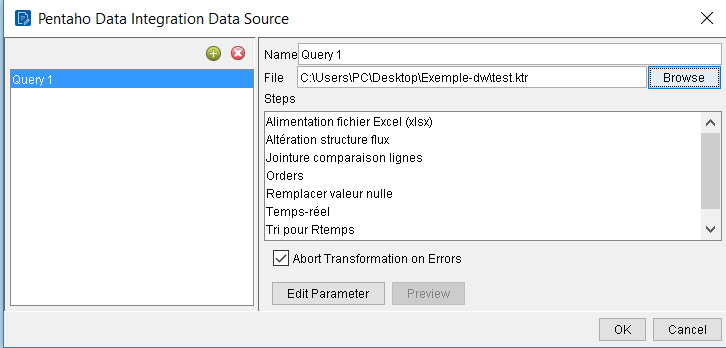 Pentaho Data Integration Data Source
Query 1
Name Query 1
File C:\Users\PC\Desktop\Exemple-dw\test.ktr Browse
Steps
Alimentation fichier Excel (xlsx)
Altération structure flux
Jointure comparaison lignes
Orders
Remplacer valeur nulle
Temps-réel
Tri pour Rtemps
Abort Transformation on Errors
Edit Parameter Preview
OK Cancel